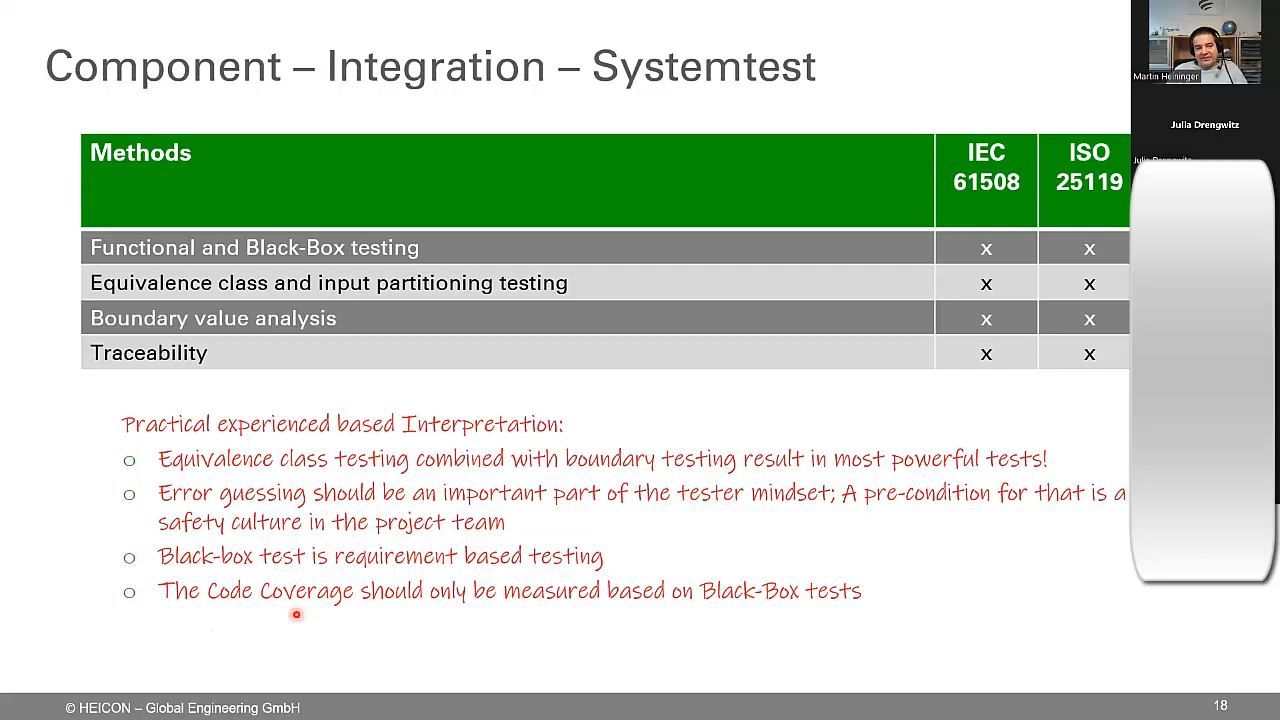 Component – Integration – Systemtest
Martin Heininger
Julia Drengwitz
Methods
IEC 61508
ISO 25119
Functional and Black-Box testing x x
Equivalence class and input partitioning testing x x
Boundary value analysis x x
Traceability x x
Practical experienced based Interpretation:
o Equivalence class testing combined with boundary testing result in most powerful tests!
o Error guessing should be an important part of the tester mindset; A pre-condition for that is a
safety culture in the project team
o Black-box test is requirement based testing
o The Code Coverage should only be measured based on Black-Box tests
© HEICON – Global Engineering GmbH
18